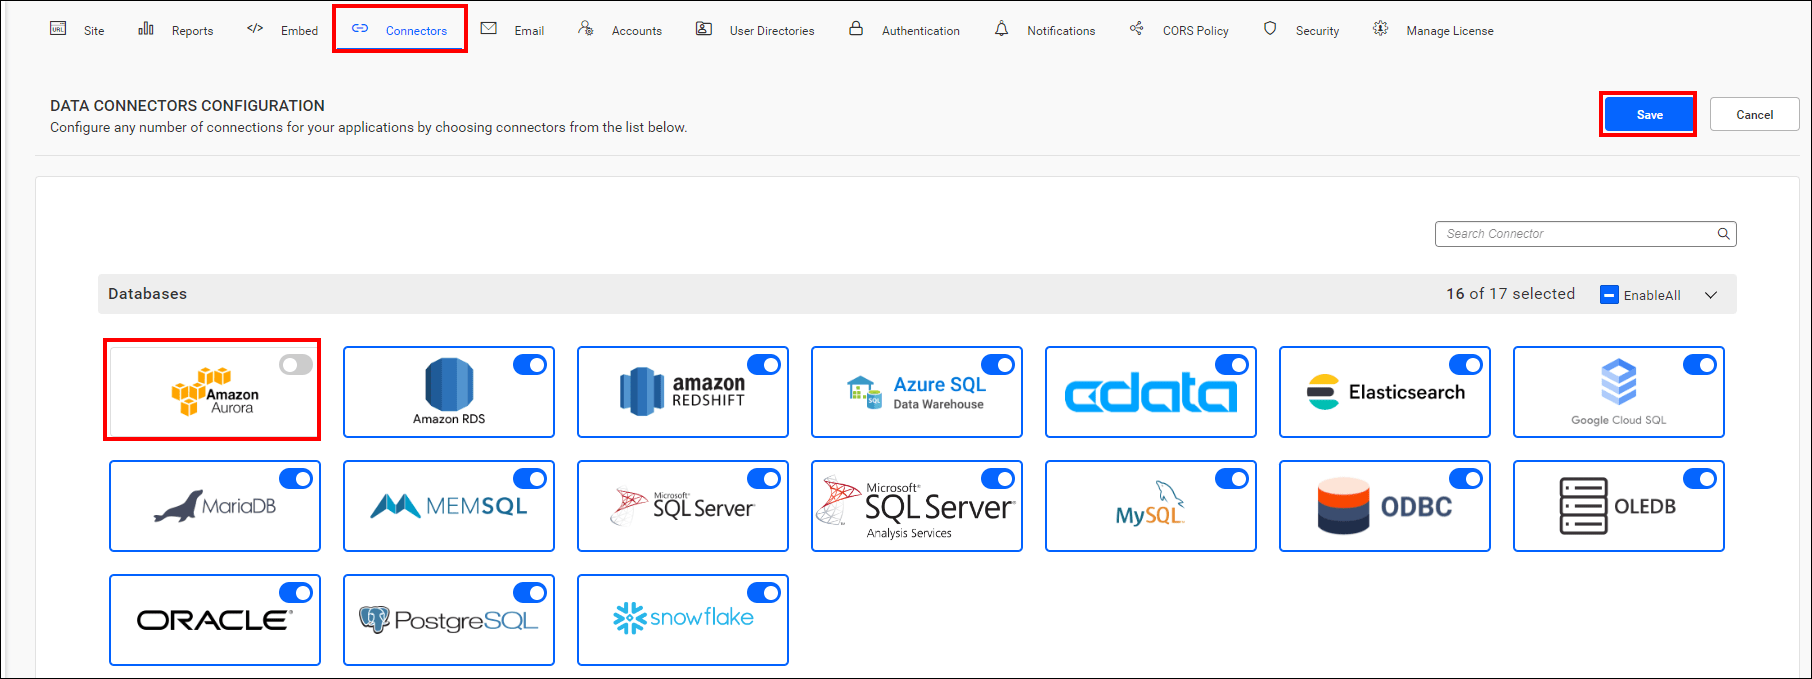 URL Site Reports Embed Connectors Email Accounts User Directories Authentication Notifications CORS Policy Security Manage License
DATA CONNECTORS CONFIGURATION
Configure any number of connections for your applications by choosing connectors from the list below.
Save Cancel
Search Connector
Databases 16 of 17 selected EnableAll
Amazon
Aurora
Amazon RDS
amazon
REDSHIFT
Azure SQL
Data Warehouse
SQL
cdata
Elasticsearch
Google Cloud SQL
MariaDB
MEMSQL
Microsoft®
SQL Server®
Microsoft®
SQL Server®
Analysis Services
MySQL
ODBC
OLEDB
ORACLE®
PostgreSQL
snowflake